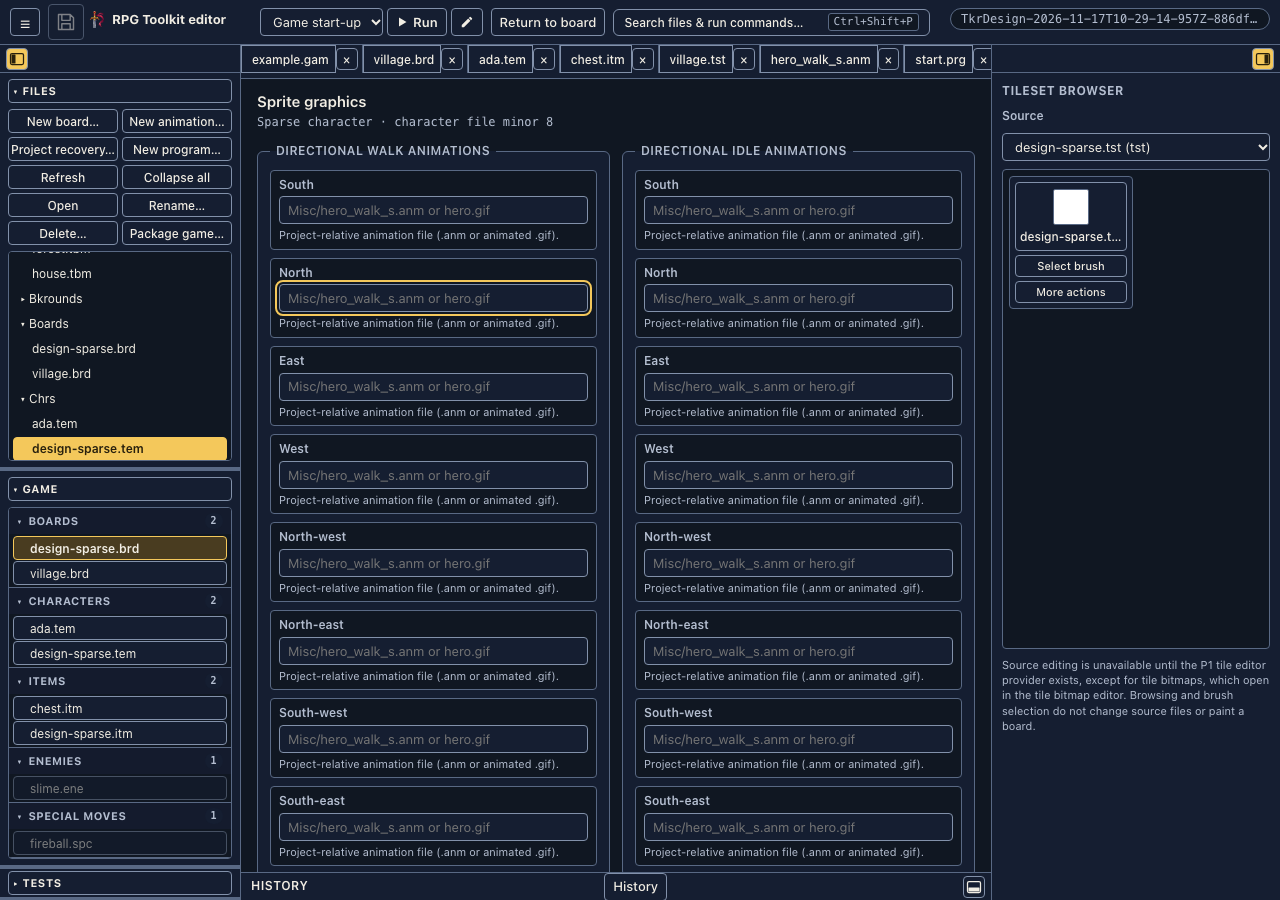 RPG Toolkit editor
Game start-up
Run
Return to board
Search files & run commands...
Ctrl+Shift+P
TkrDesign-2026-11-17T10-29-14-957Z-886df…
FILES
New board...
New animation...
Project recovery...
New program...
Refresh
Collapse all
Open
Rename...
Delete...
Package game...
house.tbm
Bkrounds
Boards
design-sparse.brd
village.brd
Chrs
ada.tem
design-sparse.tem
GAME
BOARDS 2
design-sparse.brd
village.brd
CHARACTERS 2
ada.tem
design-sparse.tem
ITEMS 2
chest.itm
design-sparse.itm
ENEMIES 1
slime.ene
SPECIAL MOVES 1
fireball.spc
TESTS
example.gam ×
village.brd ×
ada.tem ×
chest.itm ×
village.tst ×
hero_walk_s.anm ×
start.prg ×
Sprite graphics
Sparse character · character file minor 8
DIRECTIONAL WALK ANIMATIONS
South
Misc/hero_walk_s.anm or hero.gif
Project-relative animation file (.anm or animated .gif).
North
Misc/hero_walk_s.anm or hero.gif
Project-relative animation file (.anm or animated .gif).
East
Misc/hero_walk_s.anm or hero.gif
Project-relative animation file (.anm or animated .gif).
West
Misc/hero_walk_s.anm or hero.gif
Project-relative animation file (.anm or animated .gif).
North-west
Misc/hero_walk_s.anm or hero.gif
Project-relative animation file (.anm or animated .gif).
North-east
Misc/hero_walk_s.anm or hero.gif
Project-relative animation file (.anm or animated .gif).
South-west
Misc/hero_walk_s.anm or hero.gif
Project-relative animation file (.anm or animated .gif).
South-east
Misc/hero_walk_s.anm or hero.gif
Project-relative animation file (.anm or animated .gif).
DIRECTIONAL IDLE ANIMATIONS
South
Misc/hero_walk_s.anm or hero.gif
Project-relative animation file (.anm or animated .gif).
North
Misc/hero_walk_s.anm or hero.gif
Project-relative animation file (.anm or animated .gif).
East
Misc/hero_walk_s.anm or hero.gif
Project-relative animation file (.anm or animated .gif).
West
Misc/hero_walk_s.anm or hero.gif
Project-relative animation file (.anm or animated .gif).
North-west
Misc/hero_walk_s.anm or hero.gif
Project-relative animation file (.anm or animated .gif).
North-east
Misc/hero_walk_s.anm or hero.gif
Project-relative animation file (.anm or animated .gif).
South-west
Misc/hero_walk_s.anm or hero.gif
Project-relative animation file (.anm or animated .gif).
South-east
Misc/hero_walk_s.anm or hero.gif
Project-relative animation file (.anm or animated .gif).
HISTORY
History
TILESET BROWSER
Source
design-sparse.tst (tst)
design-sparse.t...
Select brush
More actions
Source editing is unavailable until the P1 tile editor
provider exists, except for tile bitmaps, which open
in the tile bitmap editor. Browsing and brush
selection do not change source files or paint a
board.